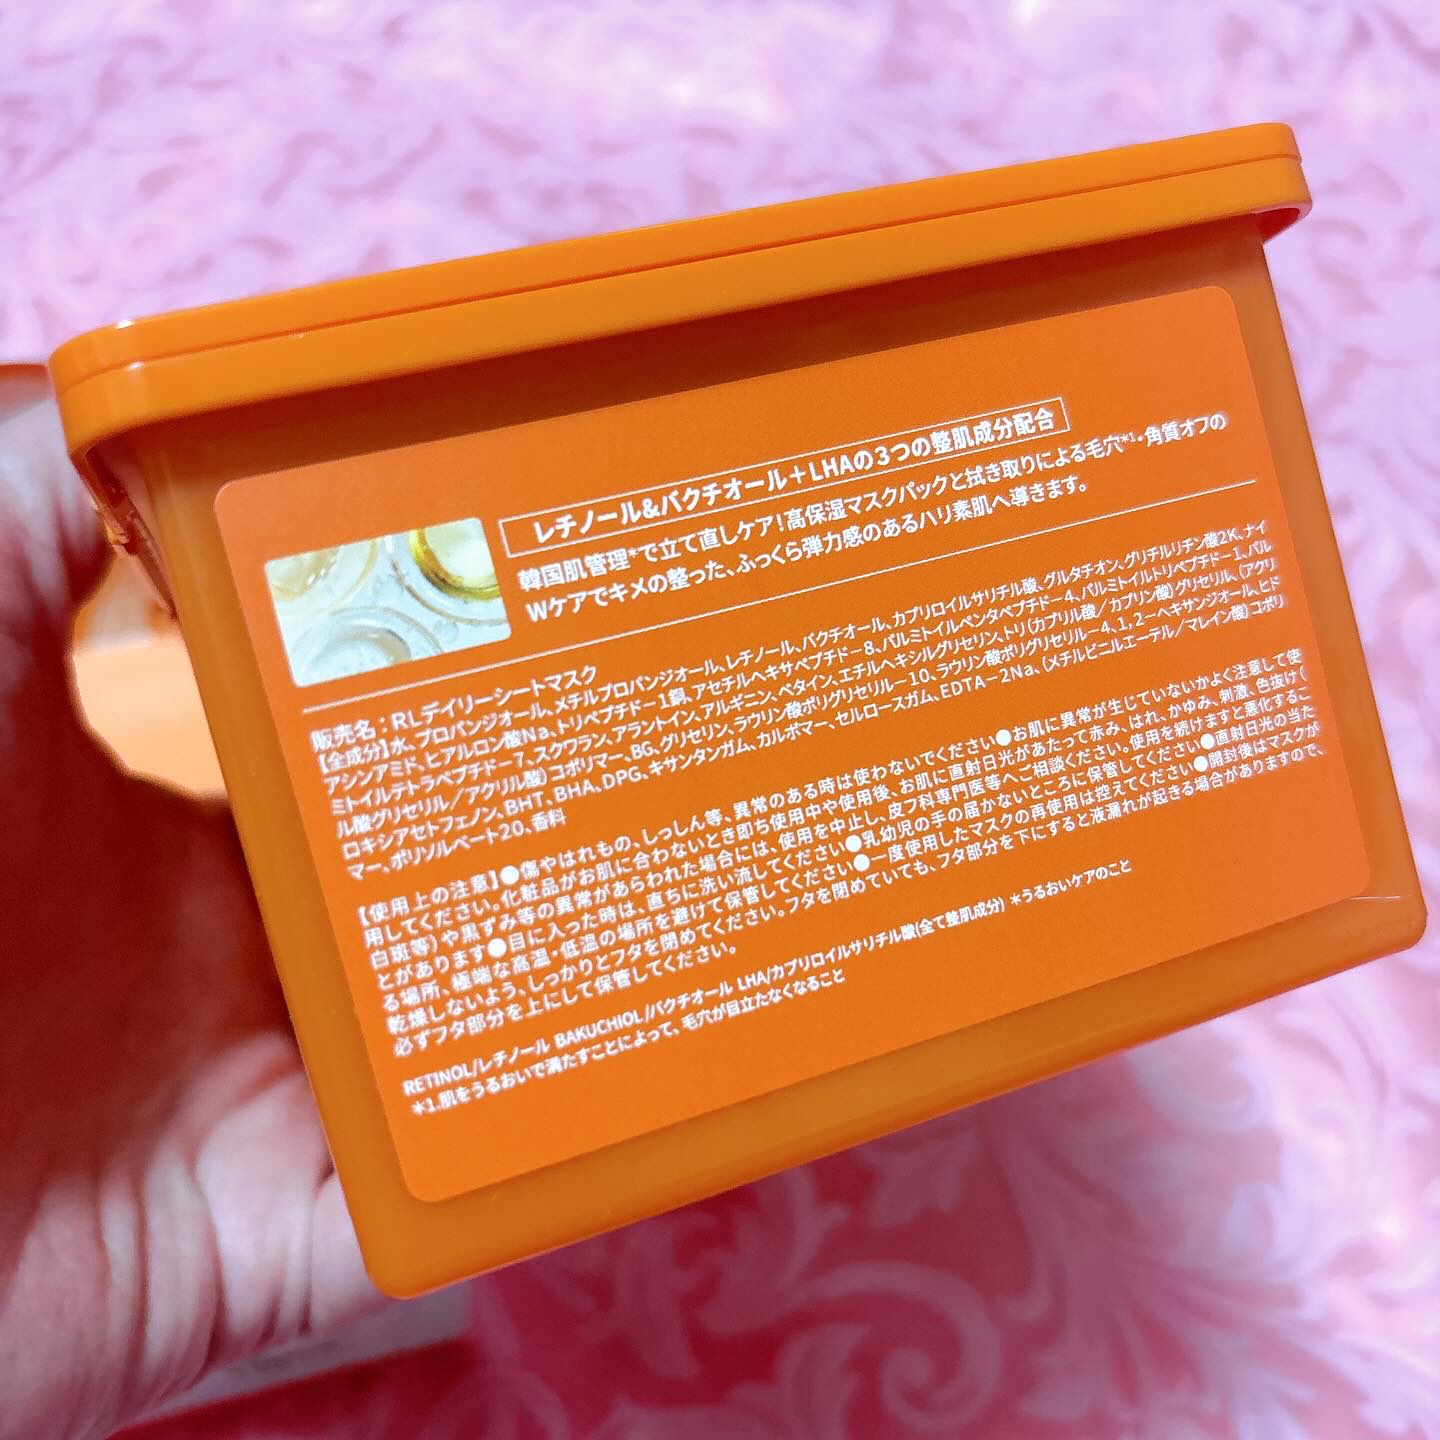 レチノール&バクチオール＋LHAの3つの整肌成分配合
韓国肌管理*で立て直しケア!高保湿マスクパックと拭き取りによる毛穴*1・角質オフの
Wケアでキメの整った、ふっくら弾力感のあるハリ素肌へ導きます。
販売名：RLデイリーシートマスク
【全成分】水、プロパンジオール、メチルプロパンジオール、レチノール、バクチオール、カプリロイルサリチル酸、グルタチオン、グリチルリチン酸2K、ナイ
アシンアミド、ヒアルロン酸Na、トリペプチド－1銅、アセチルヘキサペプチド－8、パルミトイルペンタペプチド－4、パルミトイルトリペプチド－1、パル
ミトイルテトラペプチド－7、スクワラン、アラントイン、アルギニン、ベタイン、エチルヘキシルグリセリン、トリ（カプリル酸／カプリン酸）グリセリル、（アクリ
ル酸グリセリル／アクリル酸）コポリマー、BG、グリセリン、ラウリン酸ポリグリセリル－10、ラウリン酸ポリグリセリル－4、1，2－ヘキサンジオール、ヒド
ロキシアセトフェノン、BHT、BHA、DPG、キサンタンガム、カルボマー、セルロースガム、EDTA－2Na、（メチルビニルエーテル／マレイン酸）コポリ
マー、ポリソルベート20、香料
【使用上の注意】●傷やはれもの、しっしん等、異常のある時は使わないでください●お肌に異常が生じていないかよく注意して使
用してください。化粧品がお肌に合わないとき即ち使用中や使用後、お肌に直射日光があたって赤み、はれ、かゆみ、刺激、色抜け（
白斑等）や黒ずみ等の異常があらわれた場合には、使用を中止し、皮フ科専門医等へご相談ください。使用を続けますと悪化するこ
とがあります●目に入った時は、直ちに洗い流してください●乳幼児の手の届かないところに保管してください●直射日光の当た
る場所、極端な高温・低温の場所を避けて保管してください●一度使用したマスクの再使用は控えてください●開封後はマスクが
乾燥しないよう、しっかりとフタを閉めてください。フタを閉めていても、フタ部分を下にすると液漏れが起きる場合がありますので、
必ずフタ部分を上にして保管してください。
RETINOL/レチノール BAKUCHIOL/バクチオール LHA/カプリロイルサリチル酸(全て整肌成分) *うるおいケアのこと
*1.肌をうるおいで満たすことによって、毛穴が目立たなくなること